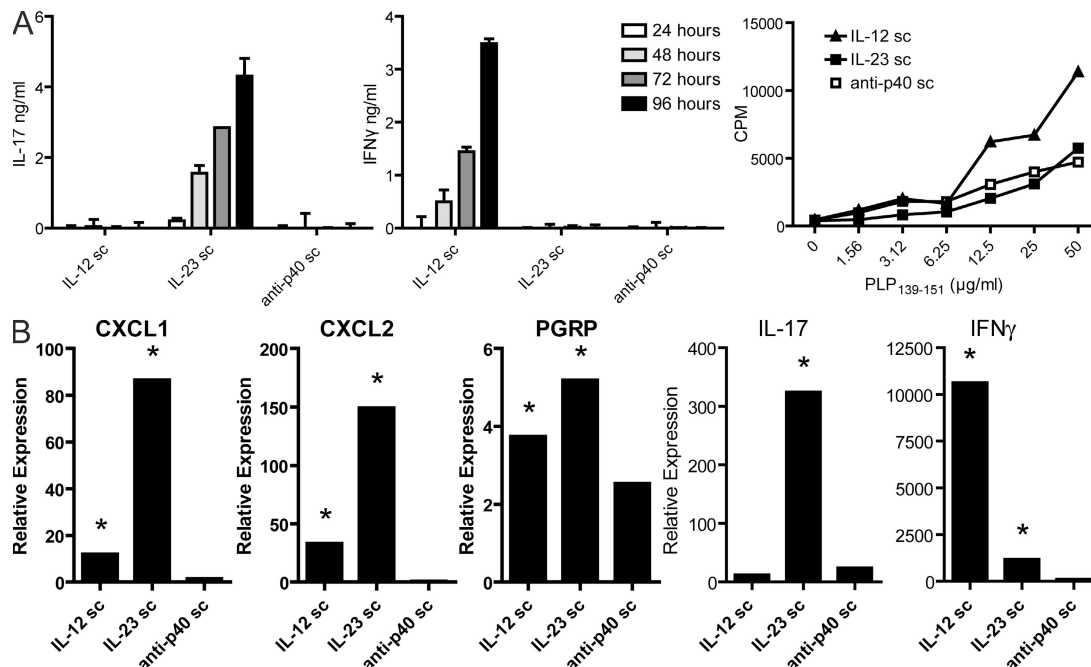 A
IL-17 ng/ml
6
4
2
0
IL-12 sc
IL-23 sc
anti-p40 sc
IFNγ ng/ml
4
3
2
1
0
IL-12 sc
IL-23 sc
anti-p40 sc
24 hours
48 hours
72 hours
96 hours
CPM
15000
10000
5000
0
IL-12 sc
IL-23 sc
anti-p40 sc
0
1.56
3.12
6.25
12.5
25
50
PLP139-151 (μg/ml)
B
CXCL1
Relative Expression
100
80
60
40
20
0
*
*
IL-12 sc
IL-23 sc
anti-p40 sc
CXCL2
Relative Expression
200
150
100
50
0
*
*
IL-12 sc
IL-23 sc
anti-p40 sc
PGRP
Relative Expression
6
4
2
0
*
*
IL-12 sc
IL-23 sc
anti-p40 sc
IL-17
Relative Expression
400
300
200
100
0
*
IL-12 sc
IL-23 sc
anti-p40 sc
IFNγ
12500
10000
7500
5000
2500
0
*
*
IL-12 sc
IL-23 sc
anti-p40 sc